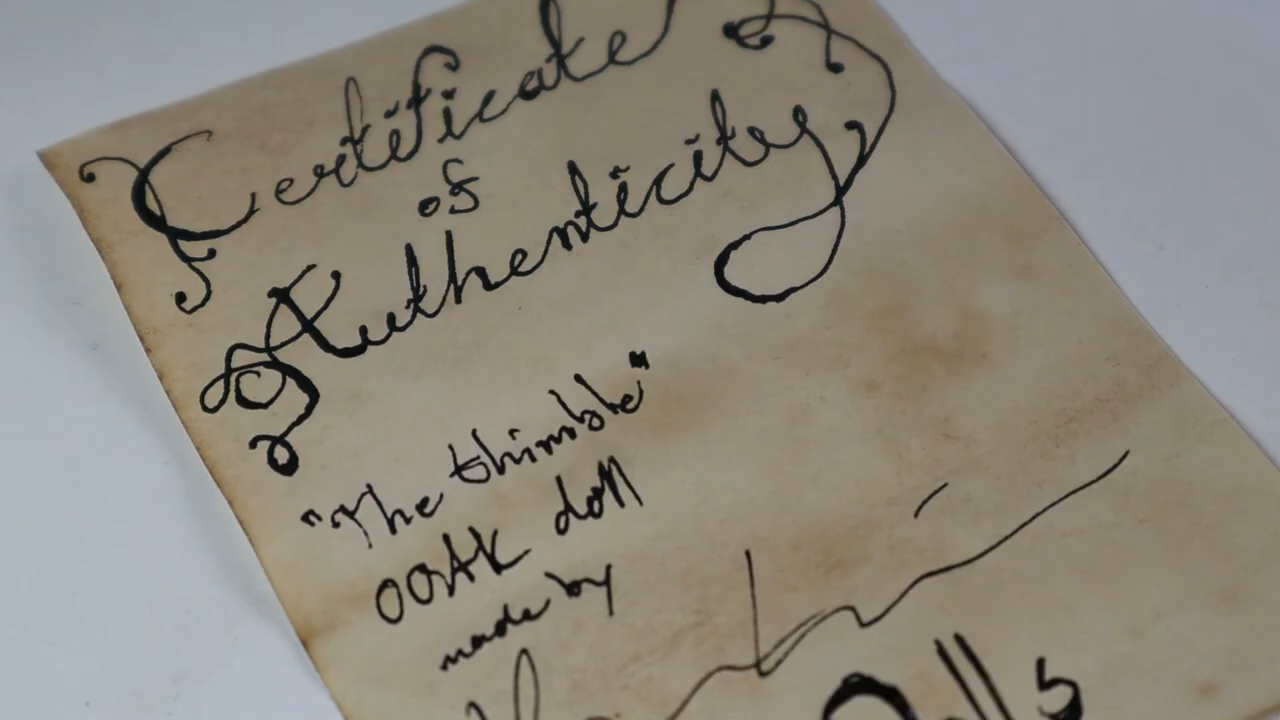 Certificate
of
Authenticity
"The thimble"
OOAK doll
made by